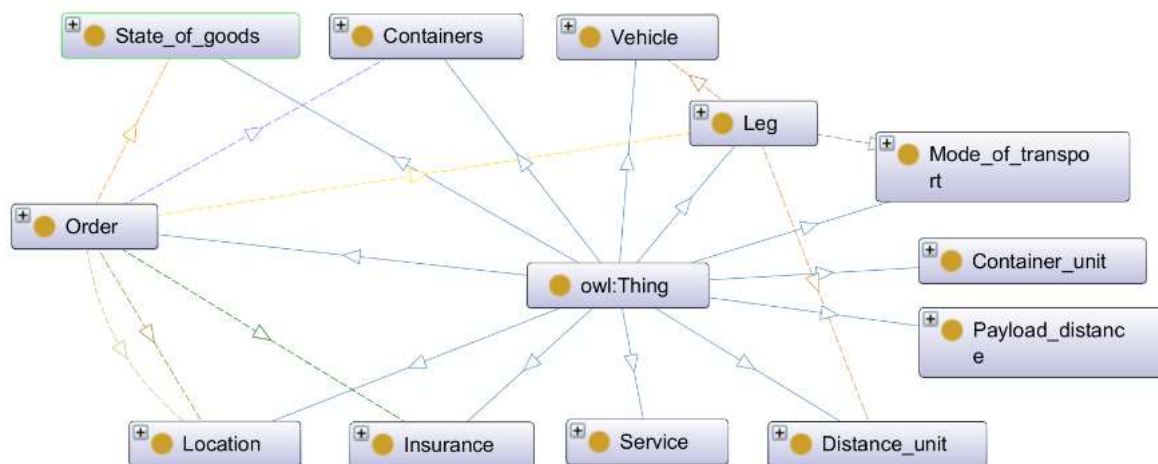 State_of_goods
Containers
Vehicle
Leg
Mode_of_transpo
rt
Order
Container_unit
owl:Thing
Payload_distanc
e
Location
Insurance
Service
Distance_unit